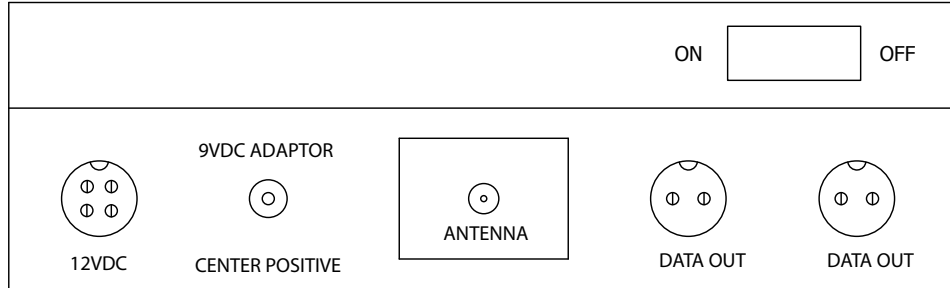 ON OFF
9VDC ADAPTOR
ANTENNA
12VDC CENTER POSITIVE DATA OUT DATA OUT